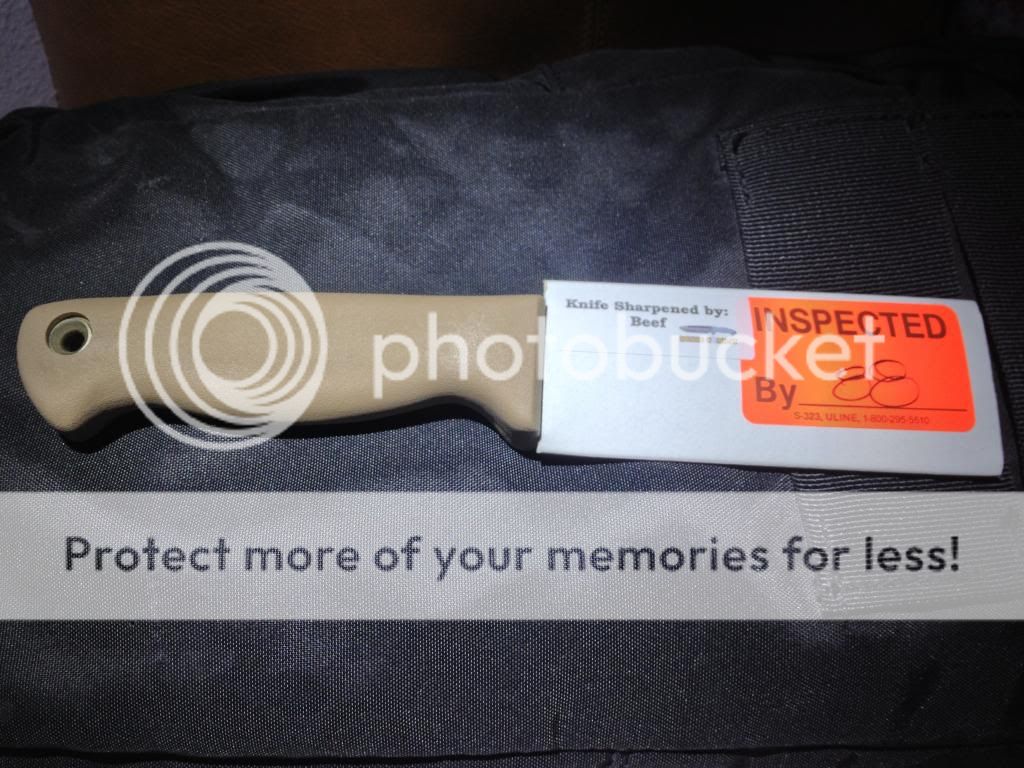 Knife Sharpened by:
Beef
INSPECTED
By 88
S-323, ULINE, 1-800-295-5510
photobucket
Protect more of your memories for less!